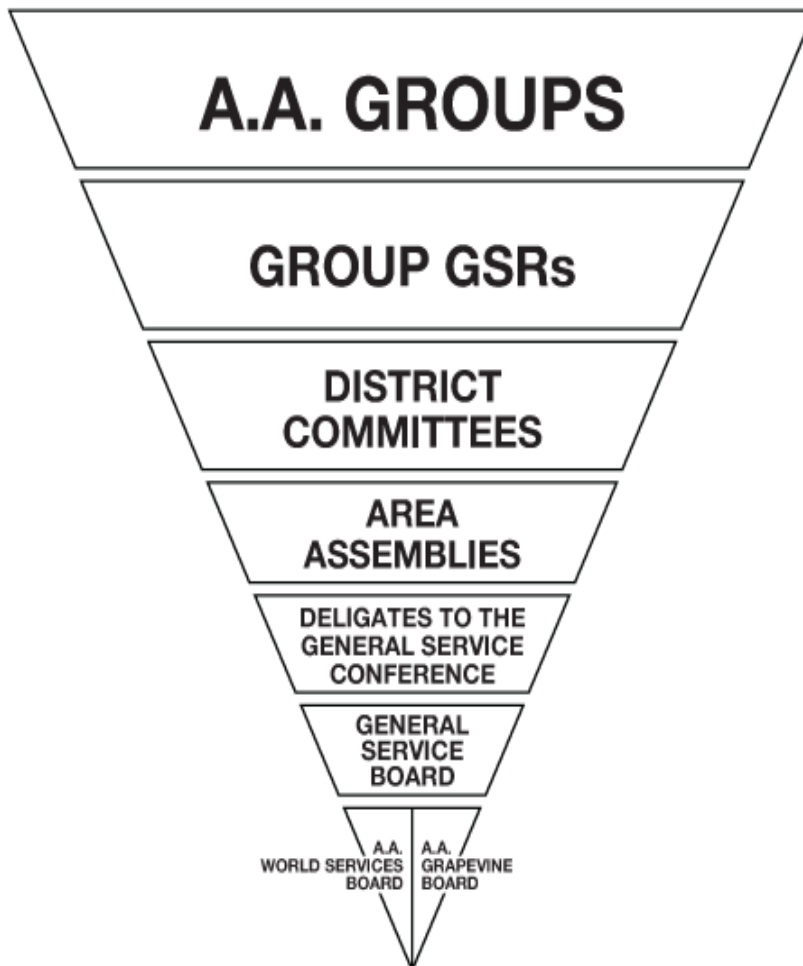 A.A. GROUPS
GROUP GSRs
DISTRICT
COMMITTEES
AREA
ASSEMBLIES
DELIGATES TO THE
GENERAL SERVICE
CONFERENCE
GENERAL
SERVICE
BOARD
A.A.
WORLD SERVICES
BOARD
A.A.
GRAPEVINE
BOARD